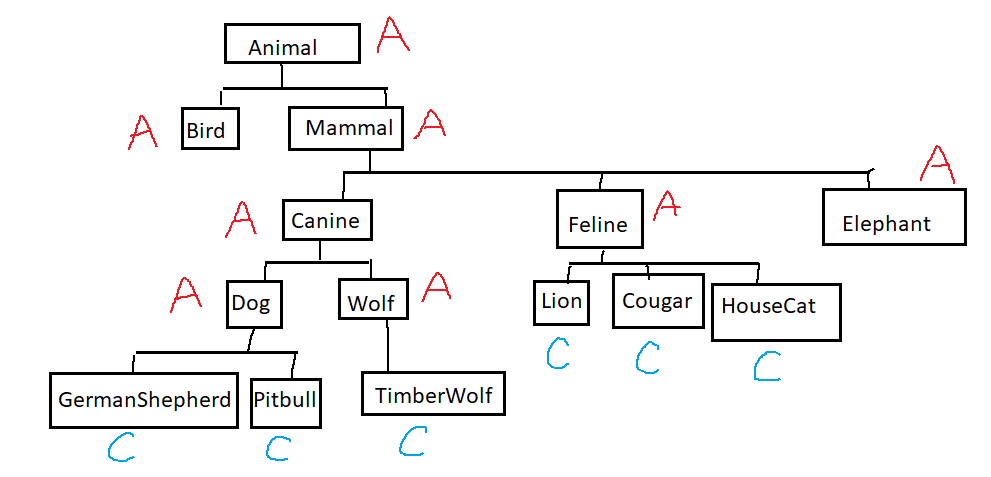 Animal A
A Bird Mammal A
A
A Canine Feline A Elephant
A Dog Wolf A Lion Cougar HouseCat
C C C
GermanShepherd Pitbull TimberWolf
C C C